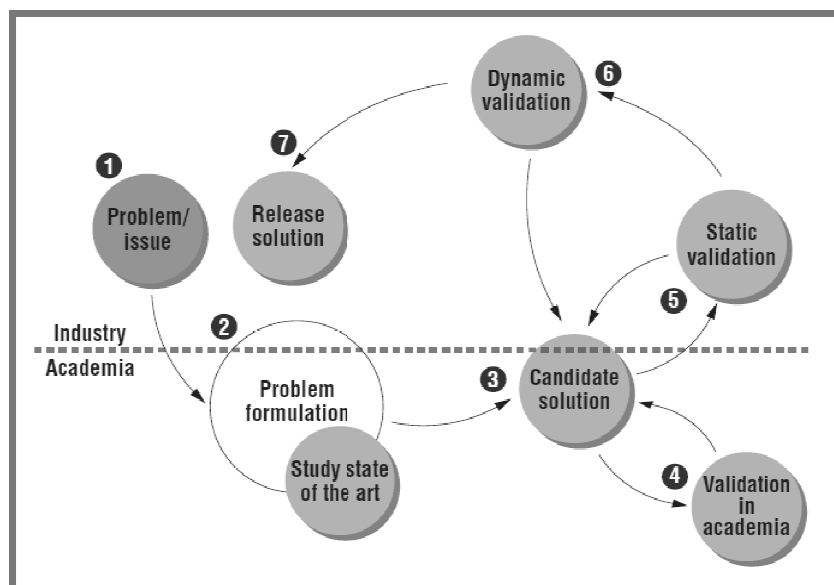 Dynamic
validation
6
7
1
Problem/
issue
Release
solution
Static
validation
5
2
Industry
Academia
3
Problem
formulation
Candidate
solution
Study state
of the art
4
Validation
in
academia